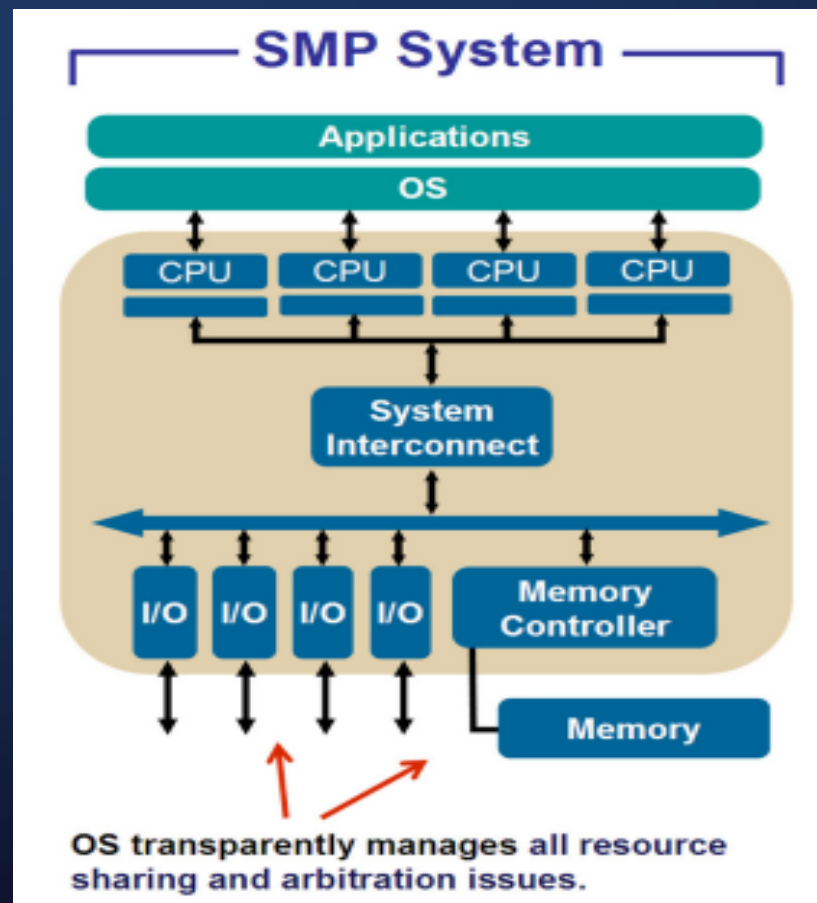 SMP System
Applications
OS
CPU CPU CPU CPU
System
Interconnect
I/O I/O I/O I/O
Memory
Controller
Memory
OS transparently manages all resource
sharing and arbitration issues.